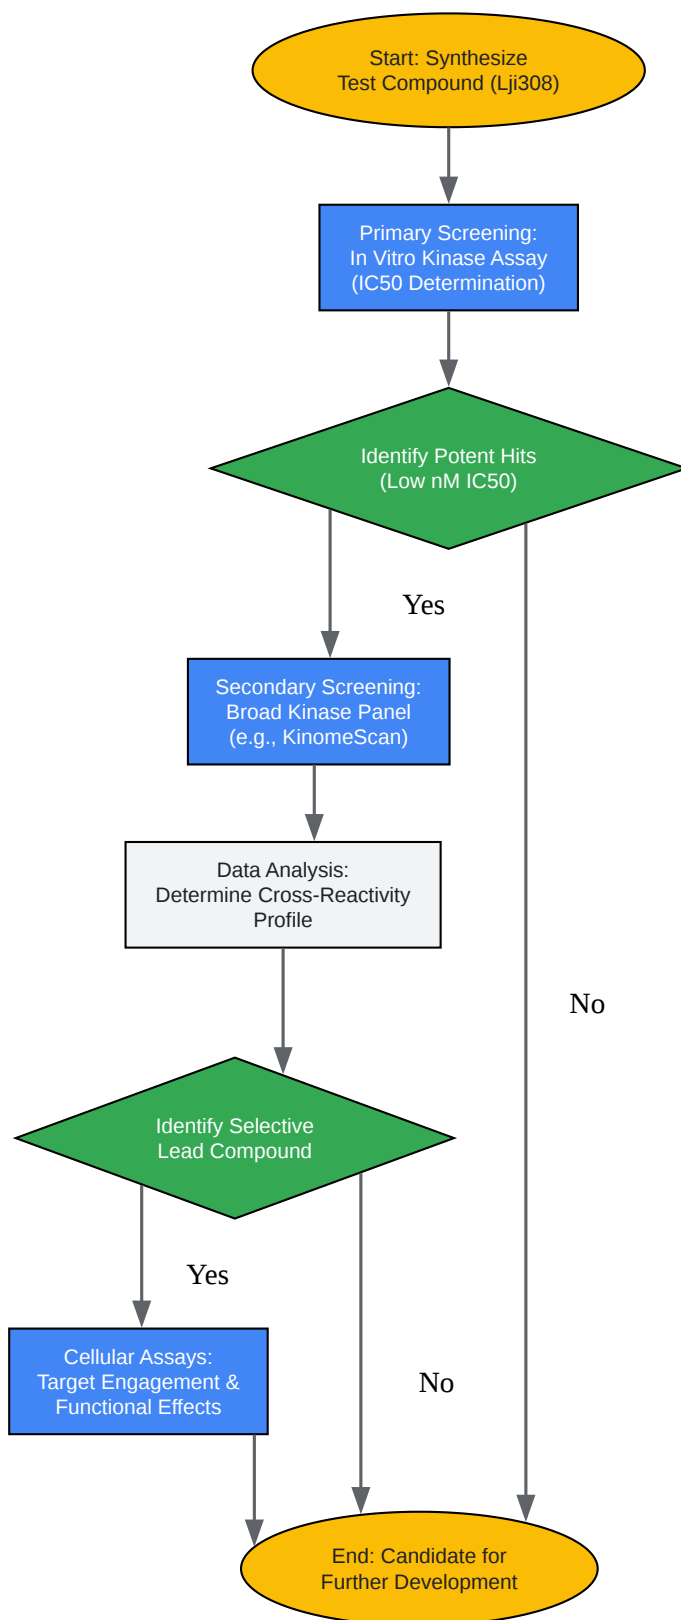 Start: Synthesize
Test Compound (Lji308)
Primary Screening:
In Vitro Kinase Assay
(IC50 Determination)
Identify Potent Hits
(Low nM IC50)
Yes
Secondary Screening:
Broad Kinase Panel
(e.g., KinomeScan)
Data Analysis:
Determine Cross-Reactivity
Profile
No
Identify Selective
Lead Compound
Yes
Cellular Assays:
Target Engagement &
Functional Effects
No
End: Candidate for
Further Development